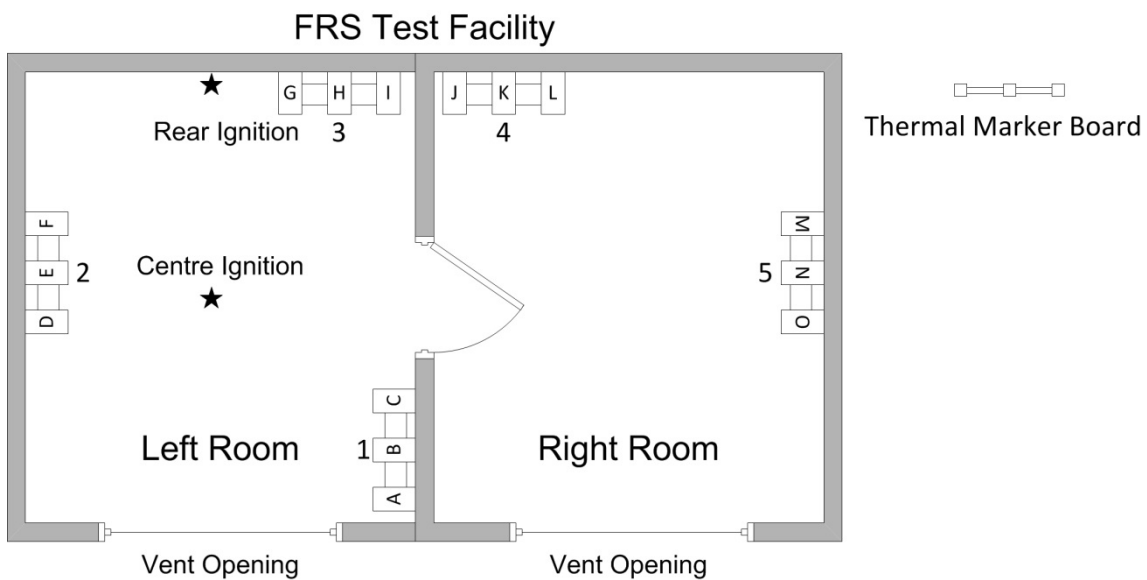 FRS Test Facility
G H I
J K L
Thermal Marker Board
Rear Ignition
3
4
F
E
D
2
Centre Ignition
M
N
O
5
C
B
A
1
Left Room
Right Room
Vent Opening
Vent Opening